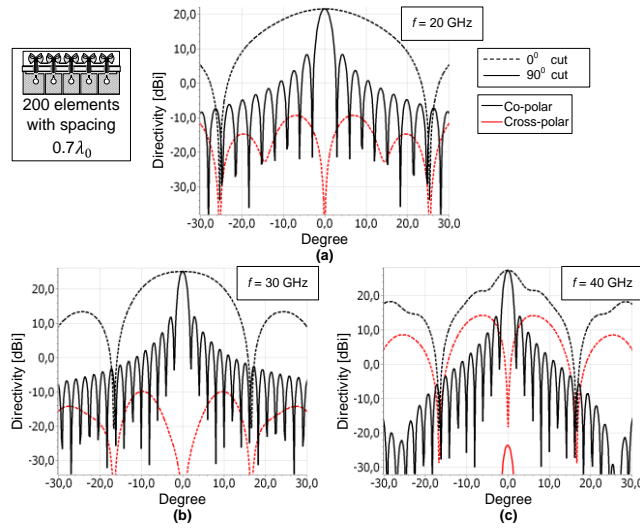 200 elements
with spacing
0.7λ₀
Directivity [dBi]
20,0
10,0
0,0
-10,0
-20,0
-30,0
-30,0 -20,0 -10,0 0,0 10,0 20,0 30,0
Degree
(a)
f = 20 GHz
0⁰ cut
90⁰ cut
Co-polar
Cross-polar
Directivity [dBi]
20,0
10,0
0,0
-10,0
-20,0
-30,0
-30,0 -20,0 -10,0 0,0 10,0 20,0 30,0
Degree
(b)
f = 30 GHz
Directivity [dBi]
20,0
10,0
0,0
-10,0
-20,0
-30,0
-30,0 -20,0 -10,0 0,0 10,0 20,0 30,0
Degree
(c)
f = 40 GHz